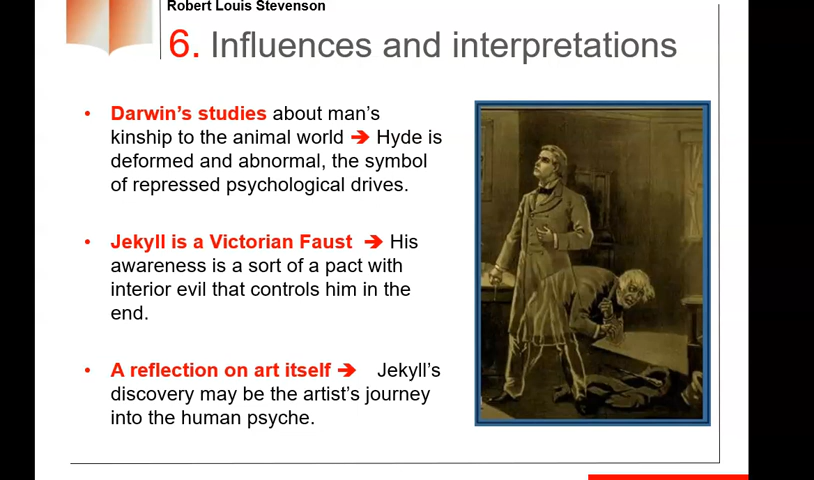 Robert Louis Stevenson
6. Influences and interpretations
• Darwin's studies about man's
kinship to the animal world ➔ Hyde is
deformed and abnormal, the symbol
of repressed psychological drives.
• Jekyll is a Victorian Faust ➔ His
awareness is a sort of a pact with
interior evil that controls him in the
end.
• A reflection on art itself ➔ Jekyll's
discovery may be the artist's journey
into the human psyche.